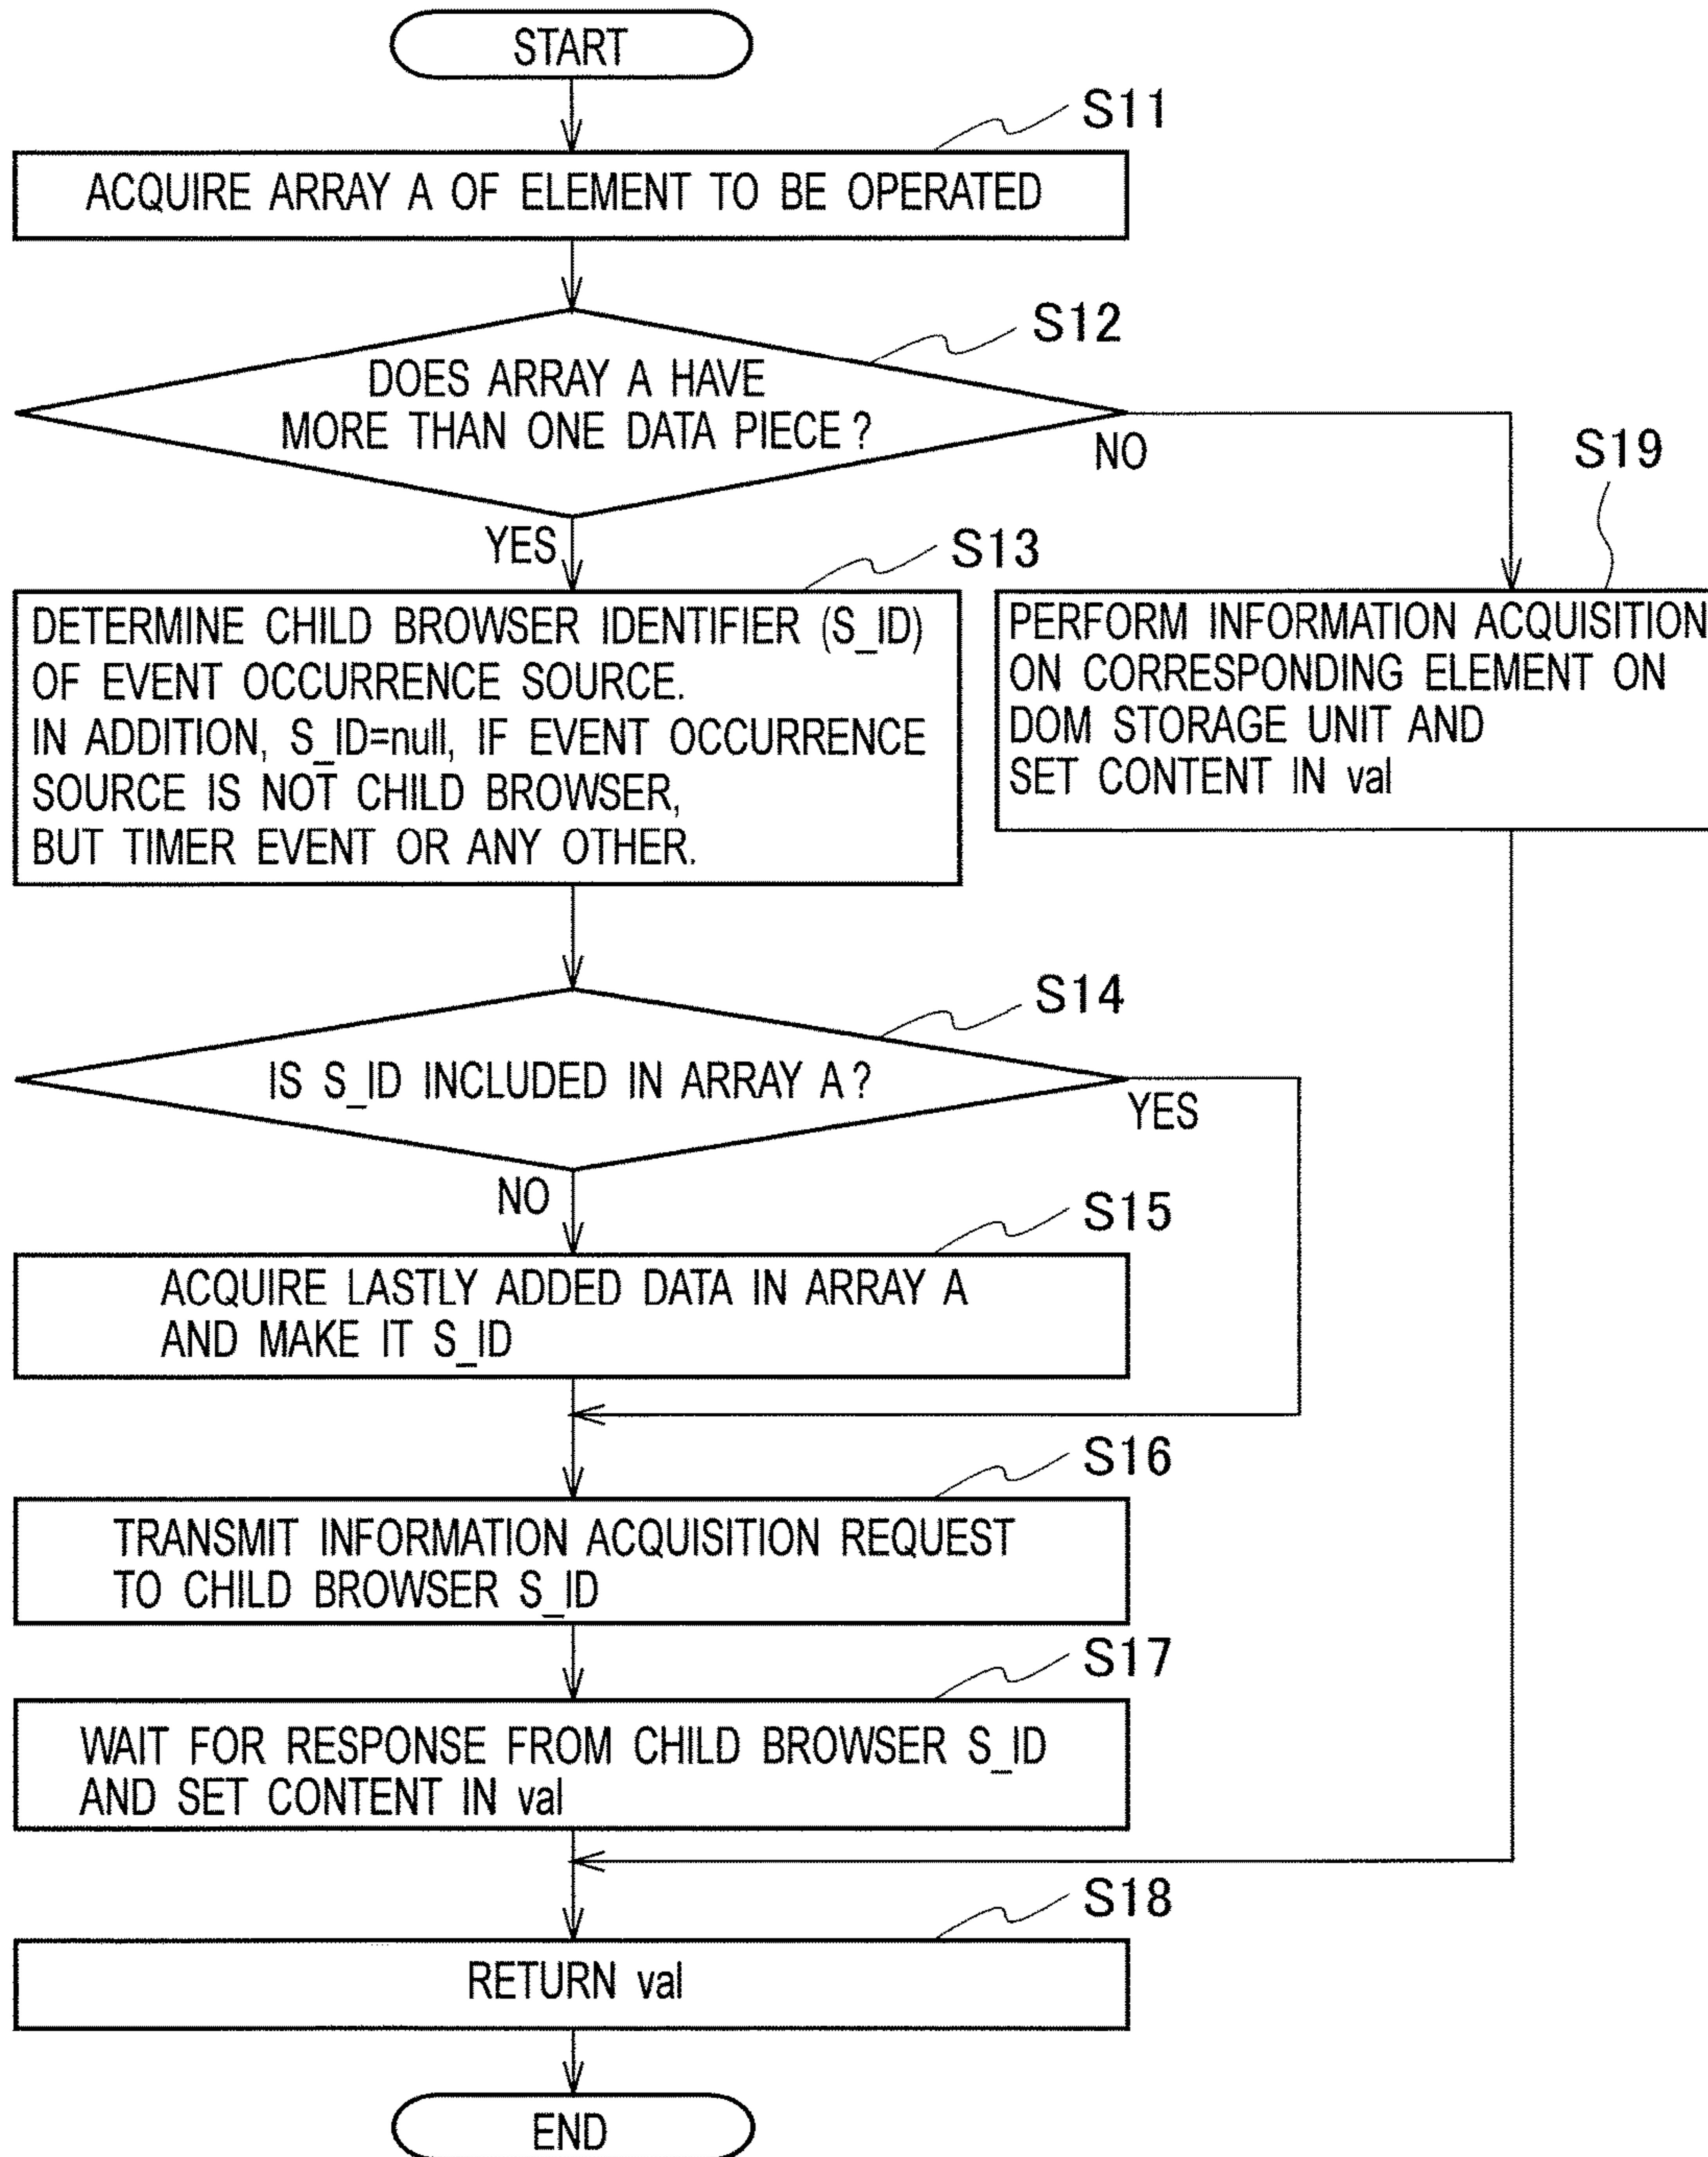 START
S11
ACQUIRE ARRAY A OF ELEMENT TO BE OPERATED
S12
DOES ARRAY A HAVE
MORE THAN ONE DATA PIECE?
NO
YES
S19
PERFORM INFORMATION ACQUISITION
ON CORRESPONDING ELEMENT ON
DOM STORAGE UNIT AND
SET CONTENT IN val
S13
DETERMINE CHILD BROWSER IDENTIFIER (S_ID)
OF EVENT OCCURRENCE SOURCE.
IN ADDITION, S_ID=null, IF EVENT OCCURRENCE
SOURCE IS NOT CHILD BROWSER,
BUT TIMER EVENT OR ANY OTHER.
S14
IS S_ID INCLUDED IN ARRAY A?
YES
NO
S15
ACQUIRE LASTLY ADDED DATA IN ARRAY A
AND MAKE IT S_ID
S16
TRANSMIT INFORMATION ACQUISITION REQUEST
TO CHILD BROWSER S_ID
S17
WAIT FOR RESPONSE FROM CHILD BROWSER S_ID
AND SET CONTENT IN val
S18
RETURN val
END